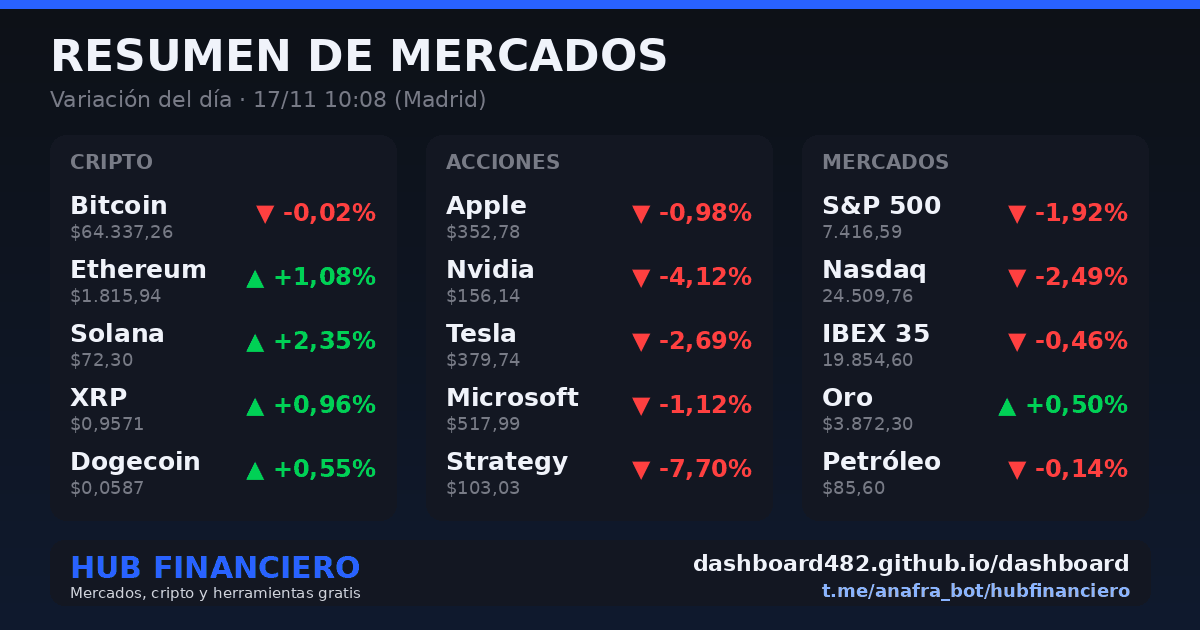 RESUMEN DE MERCADOS
Variación del día · 17/11 10:08 (Madrid)
CRIPTO
Bitcoin ▼ -0,02%
$64.337,26
Ethereum ▲ +1,08%
$1.815,94
Solana ▲ +2,35%
$72,30
XRP ▲ +0,96%
$0,9571
Dogecoin ▲ +0,55%
$0,0587
ACCIONES
Apple ▼ -0,98%
$352,78
Nvidia ▼ -4,12%
$156,14
Tesla ▼ -2,69%
$379,74
Microsoft ▼ -1,12%
$517,99
Strategy ▼ -7,70%
$103,03
MERCADOS
S&P 500 ▼ -1,92%
7.416,59
Nasdaq ▼ -2,49%
24.509,76
IBEX 35 ▼ -0,46%
19.854,60
Oro ▲ +0,50%
$3.872,30
Petróleo ▼ -0,14%
$85,60
HUB FINANCIERO
Mercados, cripto y herramientas gratis
dashboard482.github.io/dashboard
t.me/anafra_bot/hubfinanciero